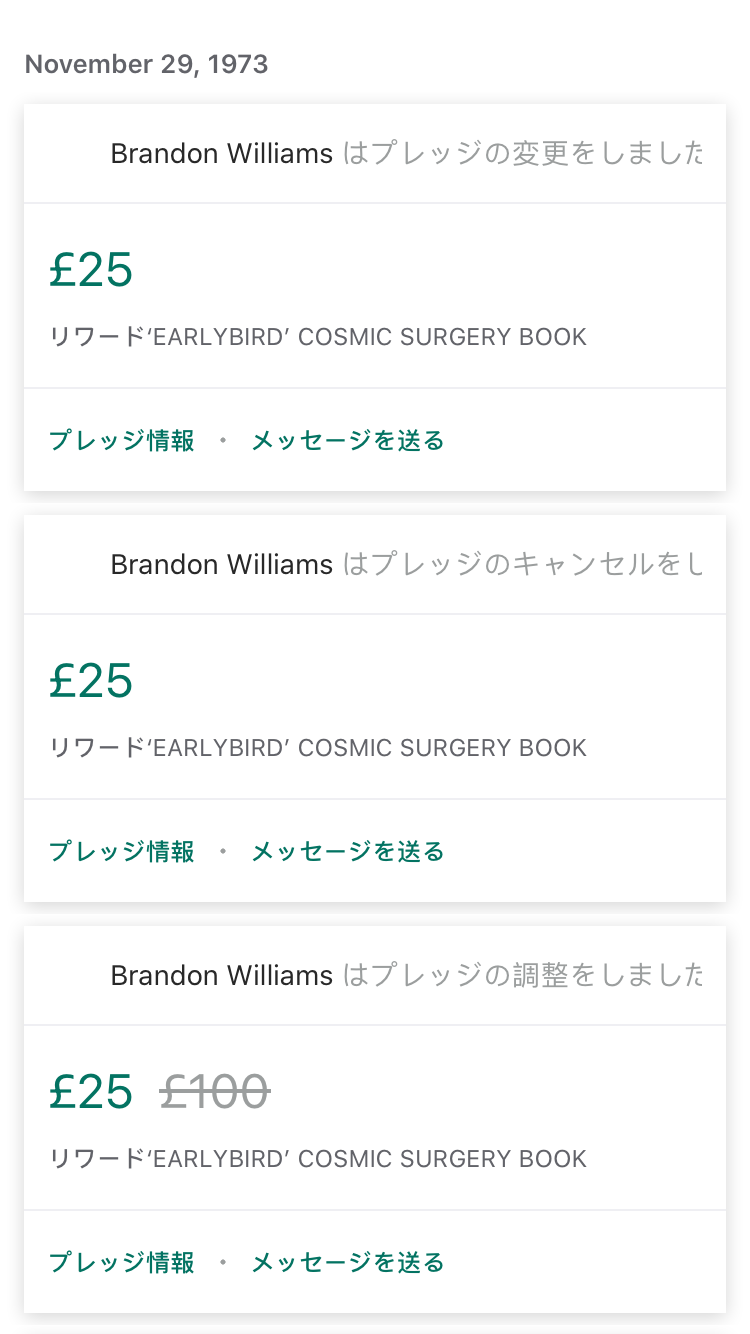 November 29, 1973
Brandon Williams はプレッジの変更をしました
£25
リワード‘EARLYBIRD’ COSMIC SURGERY BOOK
プレッジ情報 • メッセージを送る
Brandon Williams はプレッジのキャンセルをし
£25
リワード‘EARLYBIRD’ COSMIC SURGERY BOOK
プレッジ情報 • メッセージを送る
Brandon Williams はプレッジの調整をしました
£25 £100
リワード‘EARLYBIRD’ COSMIC SURGERY BOOK
プレッジ情報 • メッセージを送る